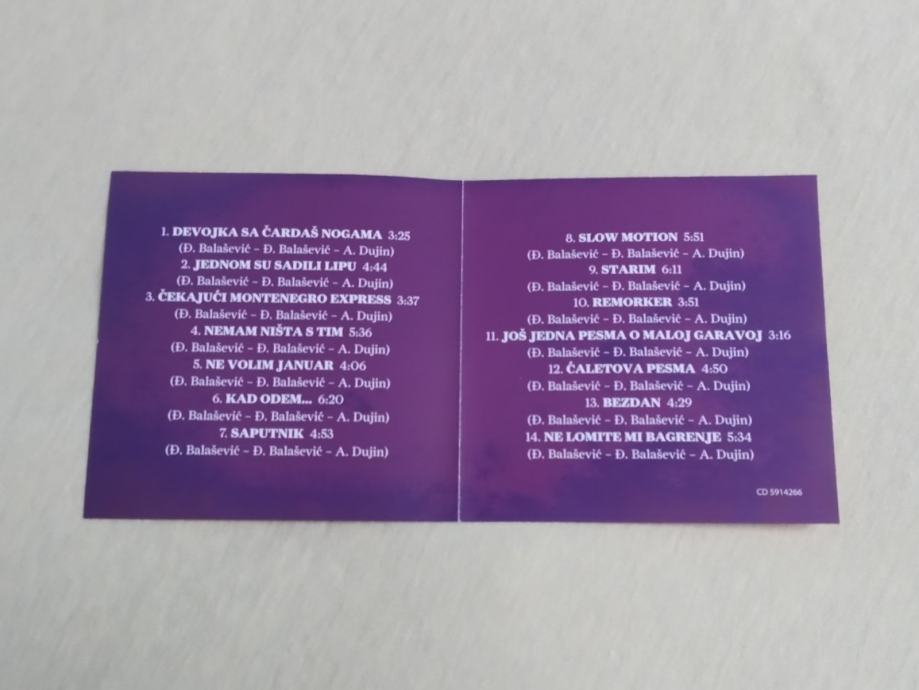 1. DEVOJKA SA ČARDAŠ NOGAMA 3:25
(Đ. Balašević – Đ. Balašević – A. Dujin)
2. JEDNOM SU SADILI LIPU 4:44
(Đ. Balašević – Đ. Balašević – A. Dujin)
3. ČEKAJUĆI MONTENEGRO EXPRESS 3:37
(Đ. Balašević – Đ. Balašević – A. Dujin)
4. NEMAM NIŠTA S TIM 5:36
(Đ. Balašević – Đ. Balašević – A. Dujin)
5. NE VOLIM JANUAR 4:06
(Đ. Balašević – Đ. Balašević – A. Dujin)
6. KAD ODEM... 6:20
(Đ. Balašević – Đ. Balašević – A. Dujin)
7. SAPUTNIK 4:53
(Đ. Balašević – Đ. Balašević – A. Dujin)
8. SLOW MOTION 5:51
(Đ. Balašević – Đ. Balašević – A. Dujin)
9. STARIM 6:11
(Đ. Balašević – Đ. Balašević – A. Dujin)
10. REMORKER 3:51
(Đ. Balašević – Đ. Balašević – A. Dujin)
11. JOŠ JEDNA PESMA O MALOJ GARAVOJ 3:16
(Đ. Balašević – Đ. Balašević – A. Dujin)
12. ČALETOVA PESMA 4:50
(Đ. Balašević – Đ. Balašević – A. Dujin)
13. BEZDAN 4:29
(Đ. Balašević – Đ. Balašević – A. Dujin)
14. NE LOMITE MI BAGRENJE 5:34
(Đ. Balašević – Đ. Balašević – A. Dujin)
CD 5914266